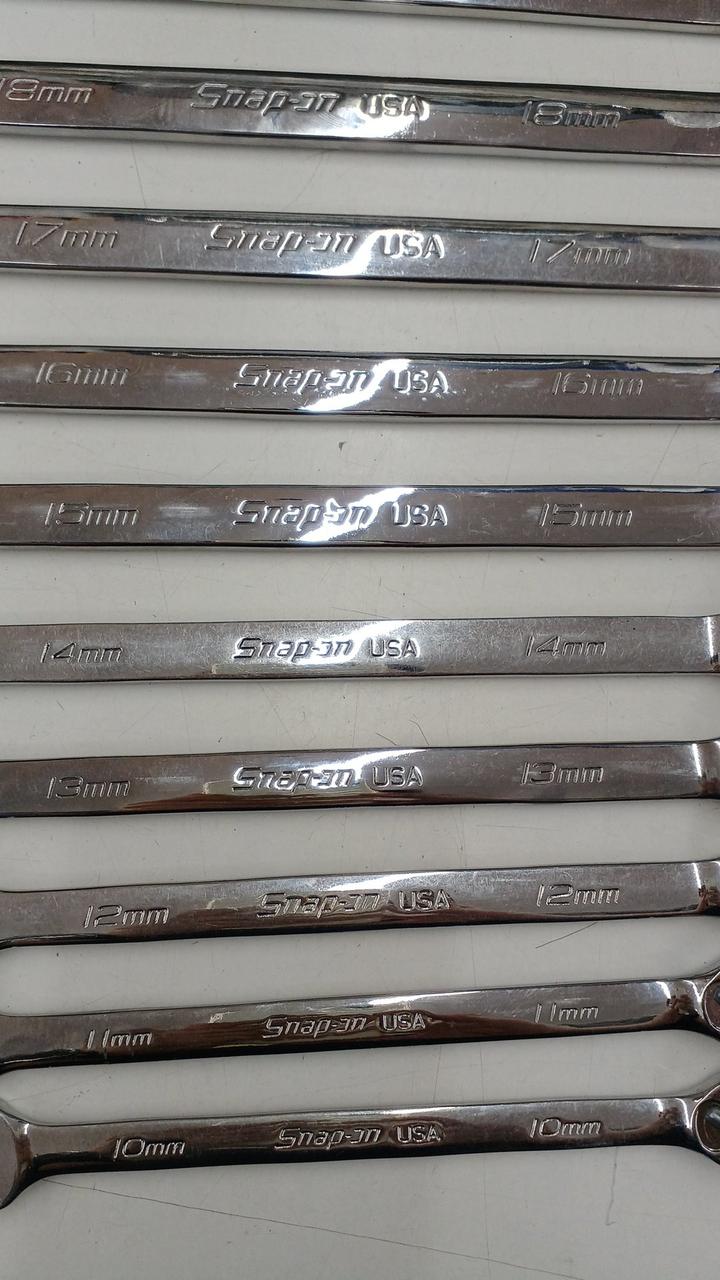 18mm Snap-on USA 18mm
17mm Snap-on USA 17mm
16mm Snap-on USA 16mm
15mm Snap-on USA 15mm
14mm Snap-on USA 14mm
13mm Snap-on USA 13mm
12mm Snap-on USA 12mm
11mm Snap-on USA 11mm
10mm Snap-on USA 10mm